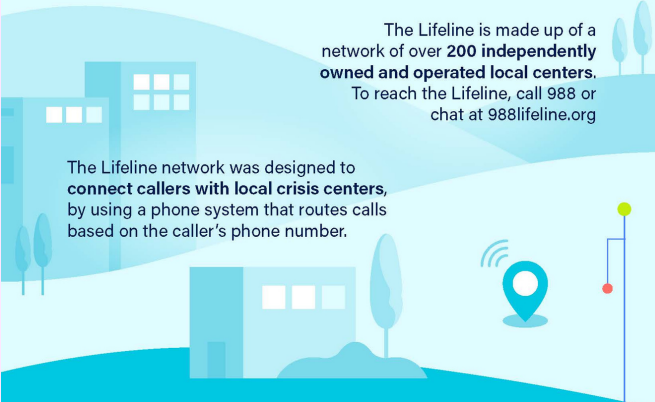 The Lifeline is made up of a
network of over 200 independently
owned and operated local centers.
To reach the Lifeline, call 988 or
chat at 988lifeline.org
The Lifeline network was designed to
connect callers with local crisis centers,
by using a phone system that routes calls
based on the caller’s phone number.